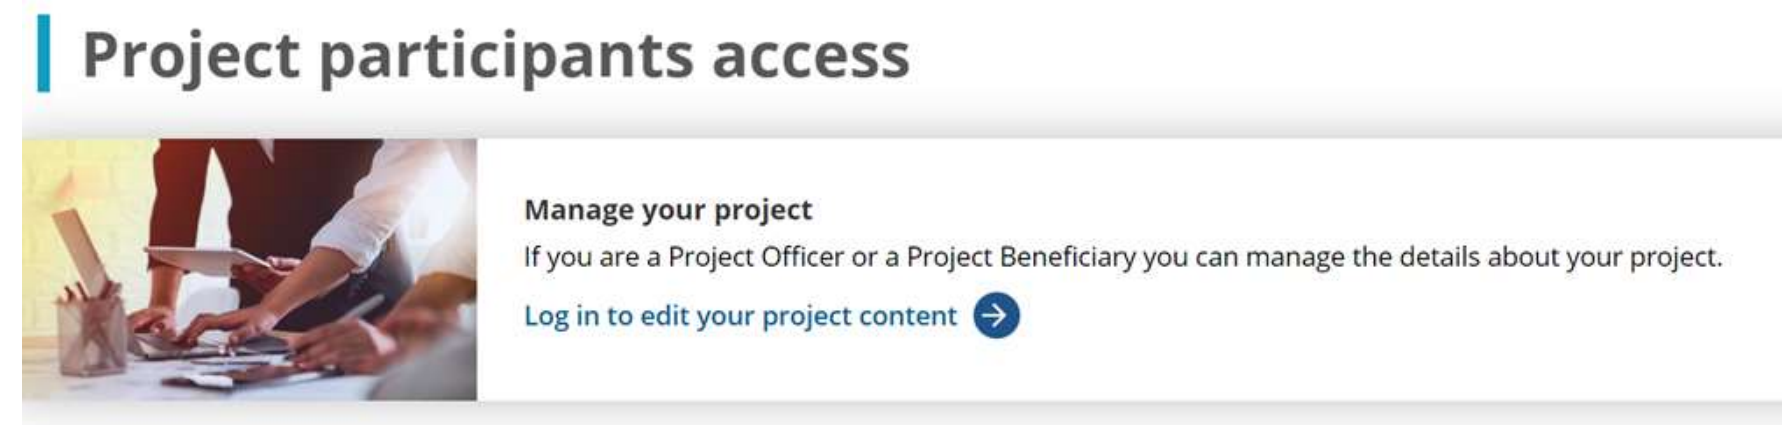 Project participants access
Manage your project
If you are a Project Officer or a Project Beneficiary you can manage the details about your project.
Log in to edit your project content